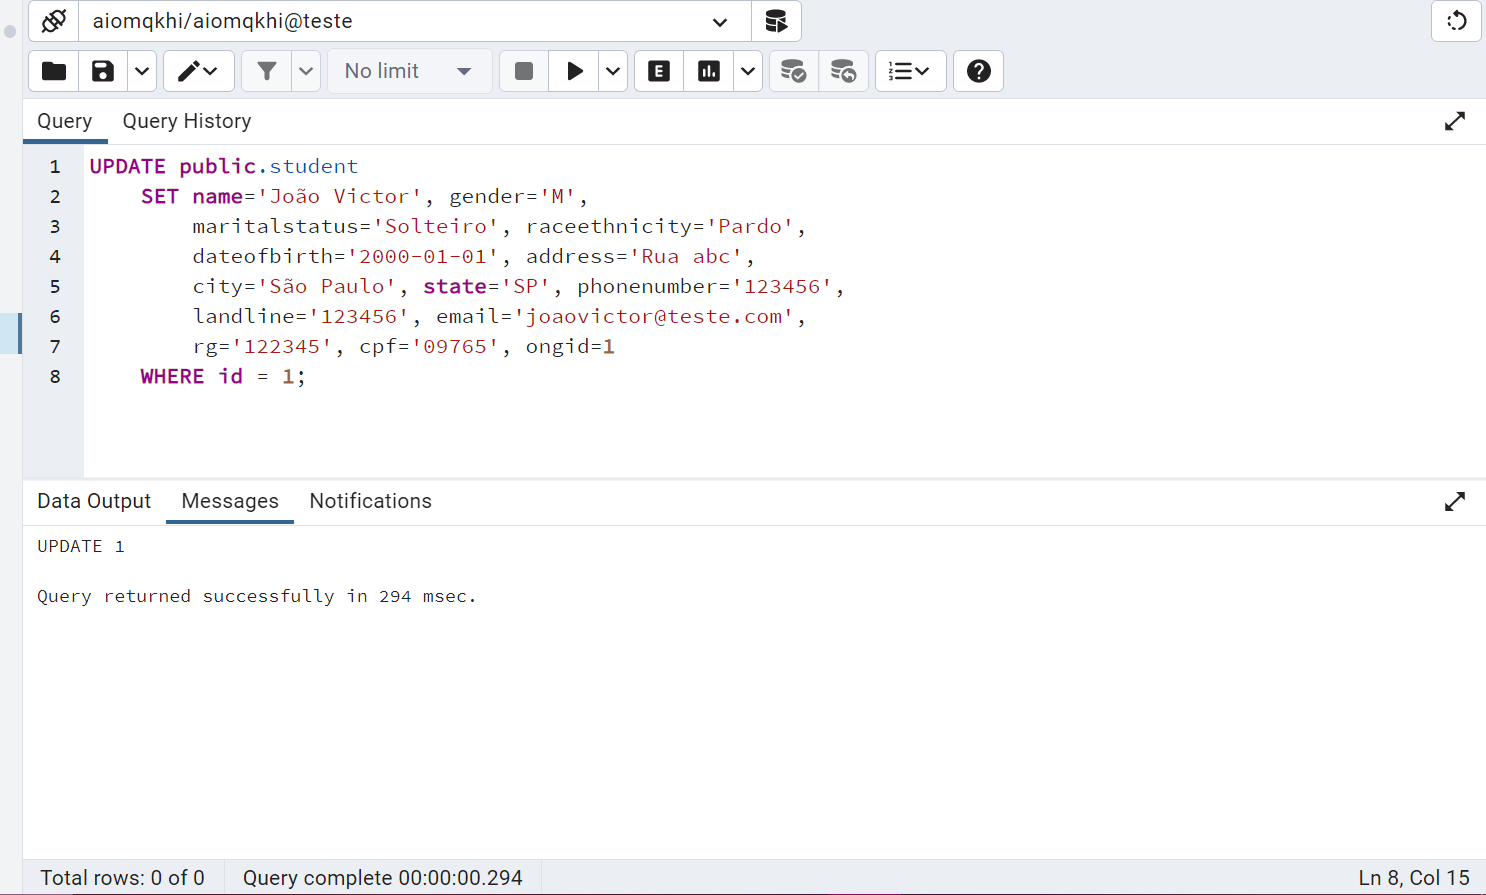 aiomqkhi/aiomqkhi@teste
No limit
E
Query Query History
1 UPDATE public.student
2 SET name='João Victor', gender='M',
3 maritalstatus='Solteiro', raceethnicity='Pardo',
4 dateofbirth='2000-01-01', address='Rua abc',
5 city='São Paulo', state='SP', phonenumber='123456',
6 landline='123456', email='joaovictor@teste.com',
7 rg='122345', cpf='09765', ongid=1
8 WHERE id = 1;
Data Output Messages Notifications
UPDATE 1
Query returned successfully in 294 msec.
Total rows: 0 of 0 Query complete 00:00:00.294 Ln 8, Col 15